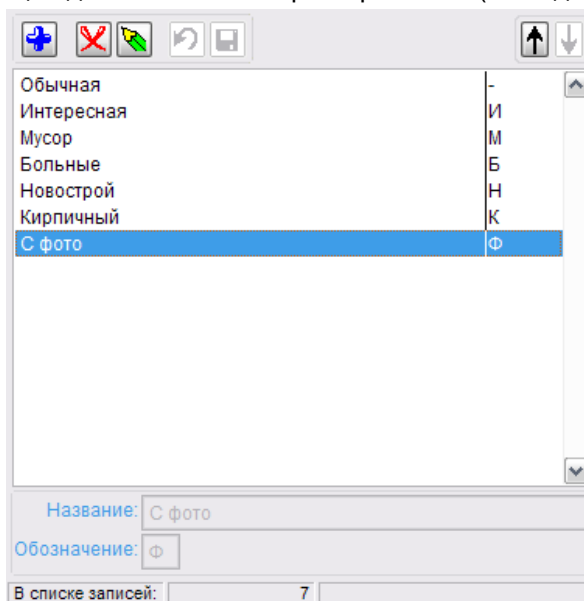 Обычная -
Интересная И
Мусор М
Больные Б
Новострой Н
Кирпичный К
С фото Ф
Название: С фото
Обозначение: Ф
В списке записей: 7